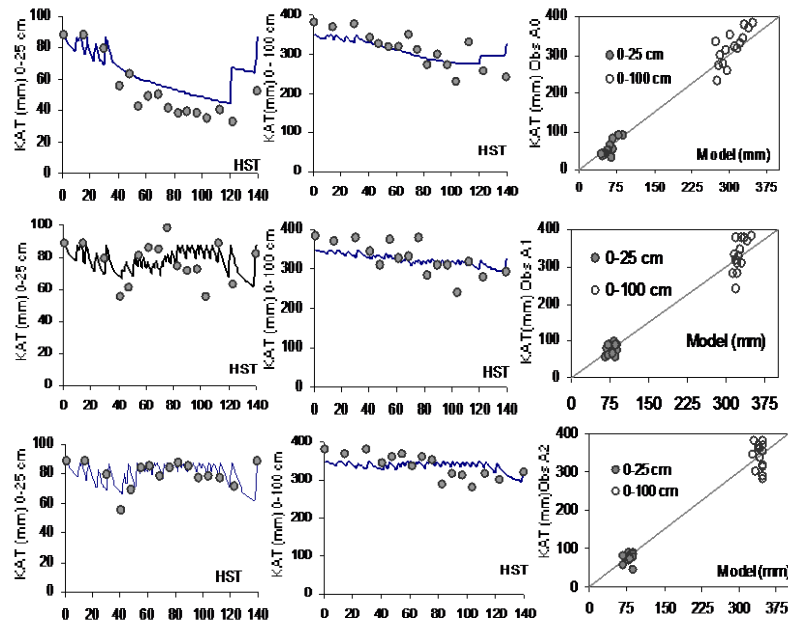 KAT (mm) 0-25 cm
100
80
60
40
20
0
0 20 40 60 80 100 120 140
HST
KAT (mm) 0 - 100 cm
400
300
200
100
0
0 20 40 60 80 100 120 140
HST
KAT (mm) Obs A0
400
300
200
100
0
0 75 150 225 300 375
0-25 cm
0-100 cm
Model (mm)
KAT (mm) 0-25 cm
100
80
60
40
20
0
0 20 40 60 80 100 120 140
HST
KAT (mm) 0-100 cm
400
300
200
100
0
0 20 40 60 80 100 120 140
HST
KAT(mm) Obs A1
400
300
200
100
0
0 75 150 225 300 375
0-25 cm
0-100 cm
Model (mm)
KAT (mm) 0-25 cm
100
80
60
40
20
0
0 20 40 60 80 100 120 140
HST
KAT (mm) 0-100 cm
400
300
200
100
0
0 20 40 60 80 100 120 140
HST
KAT (mm)Obs A2
400
300
200
100
0
0 75 150 225 300 375
0-25 cm
0-100 cm
Model (mm)